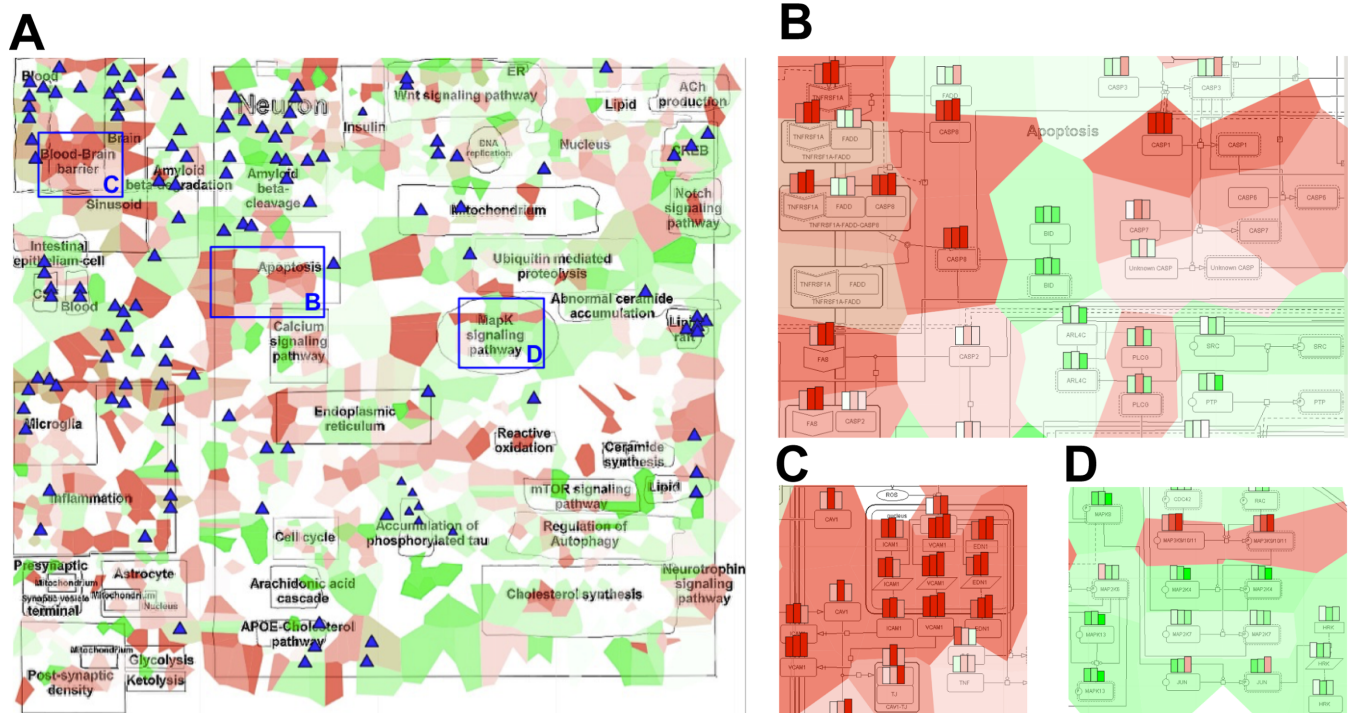 A
Blood
Brain
Blood-Brain
barrier
C
Amyloid
beta-degradation
Sinusoid
Intestinal
epithelium-cell
Blood
Microglia
Inflammation
Presynaptic
Mitochondrium
Synaptic vesicle
terminal
Astrocyte
Mitochondrium
Nucleus
Mitochondrium
Post-synaptic
density
Glycolysis
Ketolysis
Neuron
Insulin
Amyloid
beta-
cleavage
Apoptosis
B
Calcium
signaling
pathway
Endoplasmic
reticulum
Cell cycle
Accumulation of
phosphorylated tau
Arachidonic acid
cascade
APOE-Cholesterol
pathway
ER
Wnt signaling pathway
Lipid
ACh
production
DNA
replication
Nucleus
CREB
Mitochondrium
Notch
signaling
pathway
Ubiquitin mediated
proteolysis
Abnormal ceramide
accumulation
Lipid
raft
MapK
signaling
pathway
D
Reactive
oxidation
Ceramide
synthesis
mTOR signaling
pathway
Lipid
Regulation of
Autophagy
Cholesterol synthesis
Neurotrophin
signaling
pathway
B
TNFRSF1A
FADD
CASP3
CASP3
CASP8
Apoptosis
TNFRSF1A
FADD
TNFRSF1A-FADD
CASP1
CASP1
TNFRSF1A
FADD
CASP8
TNFRSF1A-FADD-CASP8
CASP6
CASP6
BID
CASP7
CASP7
CASP8
Unknown CASP
Unknown CASP
TNFRSF1A
FADD
TNFRSF1A-FADD
BID
FAS
CASP2
ARL4C
PLCG
SRC
SRC
ARL4C
PLCG
PTP
PTP
FAS
CASP2
C
ROS
CAV1
nucleus
ICAM1
VCAM1
EDN1
ICAM1
VCAM1
EDN1
CAV1
ICAM1
VCAM1
EDN1
VCAM1
TJ
TNF
CAV1-TJ
D
CDC42
RAC
MAP2K4
MAP2K4
MAPK13
MAP2K7
MAP2K7
HRK
JUN
JUN
HRK
MAPK13
HRK